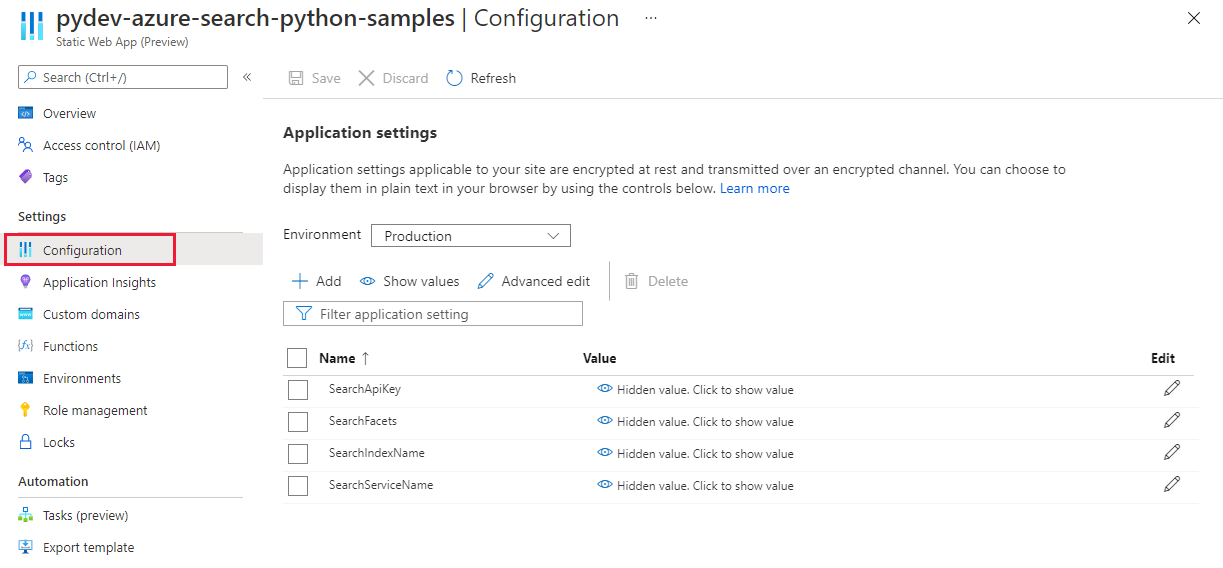 pydev-azure-search-python-samples | Configuration ...
Static Web App (Preview)
Search (Ctrl+/)
«
Overview
Access control (IAM)
Tags
Settings
Configuration
Application Insights
Custom domains
Functions
Environments
Role management
Locks
Automation
Tasks (preview)
Export template
Save Discard Refresh
Application settings
Application settings applicable to your site are encrypted at rest and transmitted over an encrypted channel. You can choose to
display them in plain text in your browser by using the controls below. Learn more
Environment Production
Add Show values Advanced edit Delete
Filter application setting
Name ↑ Value Edit
SearchApiKey Hidden value. Click to show value
SearchFacets Hidden value. Click to show value
SearchIndexName Hidden value. Click to show value
SearchServiceName Hidden value. Click to show value